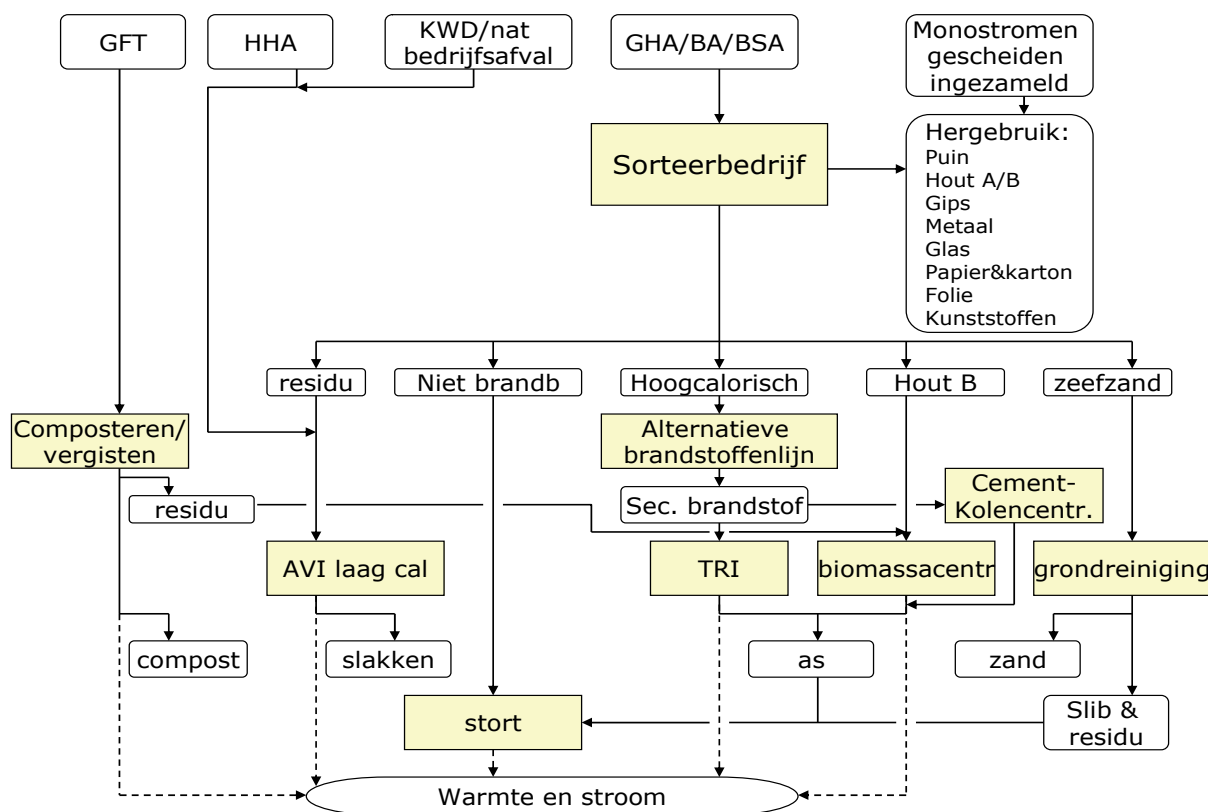 GFT
HHA
KWD/nat
bedrijfsafval
GHA/BA/BSA
Monostromen
gescheiden
ingezameld
Sorteerbedrijf
Hergebruik:
Puin
Hout A/B
Gips
Metaal
Glas
Papier&karton
Folie
Kunststoffen
residu
Niet brandb
Hoogcalorisch
Hout B
zeefzand
Composteren/
vergisten
Alternatieve
brandstoffenlijn
residu
Sec. brandstof
Cement-
Kolencentr.
AVI laag cal
TRI
biomassacentr
grondreiniging
compost
slakken
as
zand
stort
Slib &
residu
Warmte en stroom